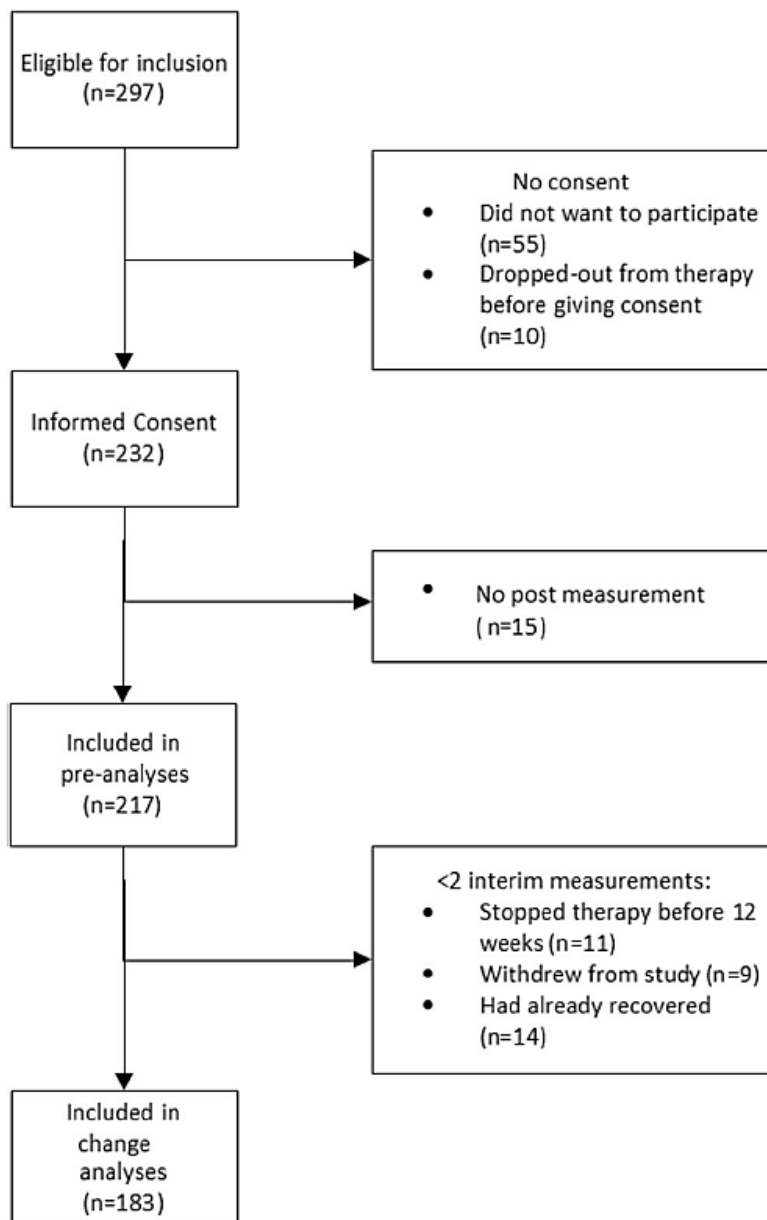 Eligible for inclusion
(n=297)
No consent
• Did not want to participate
(n=55)
• Dropped-out from therapy
before giving consent
(n=10)
Informed Consent
(n=232)
• No post measurement
( n=15)
Included in
pre-analyses
(n=217)
<2 interim measurements:
• Stopped therapy before 12
weeks (n=11)
• Withdrew from study (n=9)
• Had already recovered
(n=14)
Included in
change
analyses
(n=183)